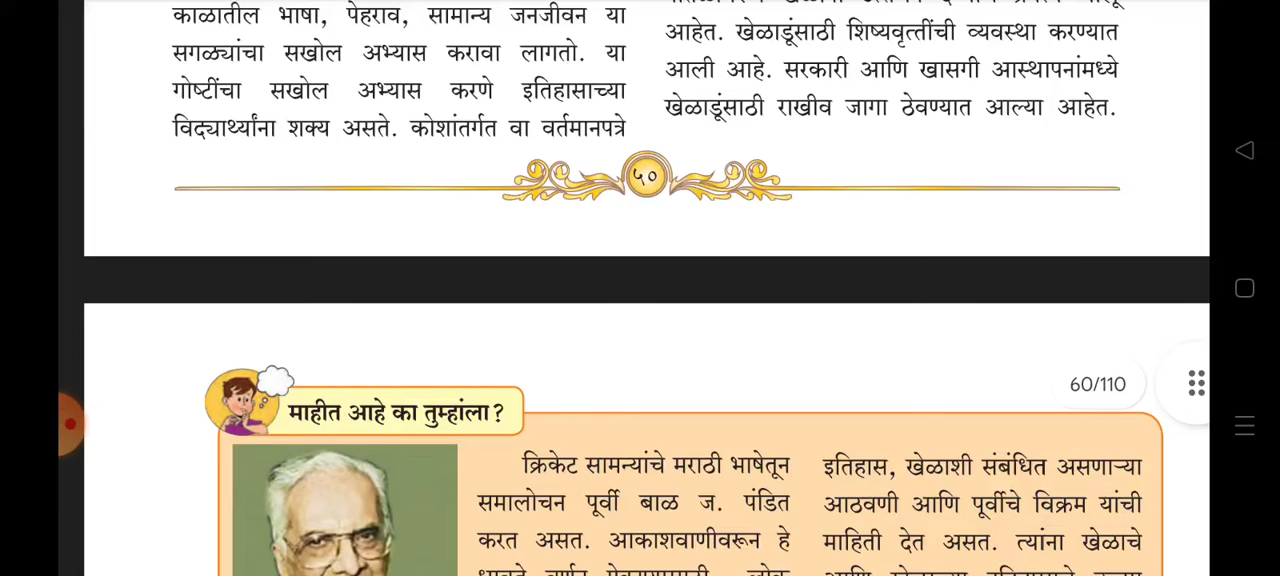 काळातील भाषा, पेहराव, सामान्य जनजीवन या
सगळ्यांचा सखोल अभ्यास करावा लागतो. या
गोष्टींचा सखोल अभ्यास करणे इतिहासाच्या
विद्यार्थ्यांना शक्य असते. कोशांतर्गत वा वर्तमानपत्रे
आहेत. खेळाडूंसाठी शिष्यवृत्तींची व्यवस्था करण्यात
आली आहे. सरकारी आणि खासगी आस्थापनांमध्ये
खेळाडूंसाठी राखीव जागा ठेवण्यात आल्या आहेत.
५०
60/110
माहीत आहे का तुम्हांला?
क्रिकेट सामन्यांचे मराठी भाषेतून
समालोचन पूर्वी बाळ ज. पंडित
करत असत. आकाशवाणीवरून हे
इतिहास, खेळाशी संबंधित असणाऱ्या
आठवणी आणि पूर्वीचे विक्रम यांची
माहिती देत असत. त्यांना खेळाचे